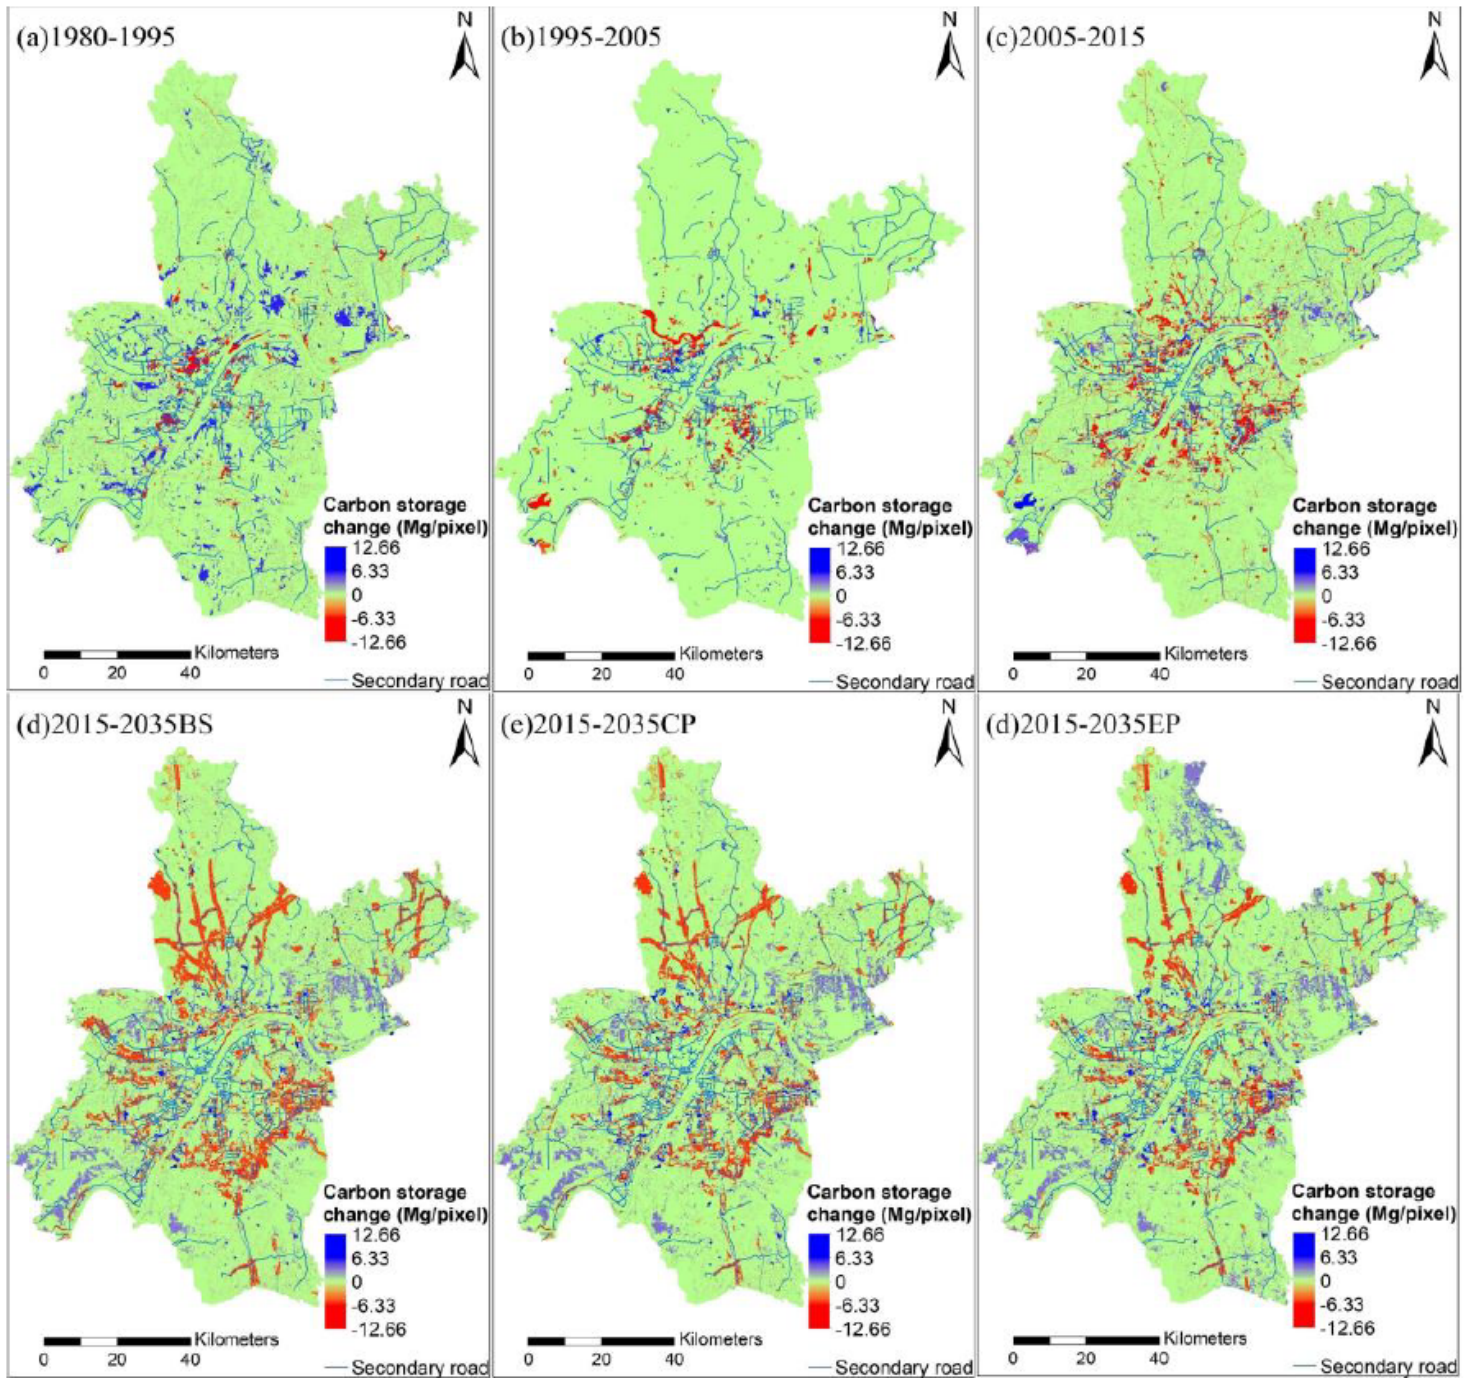 (a)1980-1995
N
Carbon storage
change (Mg/pixel)
12.66
6.33
0
-6.33
-12.66
Kilometers
0 20 40
Secondary road
(b)1995-2005
N
Carbon storage
change (Mg/pixel)
12.66
6.33
0
-6.33
-12.66
Kilometers
0 20 40
Secondary road
(c)2005-2015
N
Carbon storage
change (Mg/pixel)
12.66
6.33
0
-6.33
-12.66
Kilometers
0 20 40
Secondary road
(d)2015-2035BS
N
Carbon storage
change (Mg/pixel)
12.66
6.33
0
-6.33
-12.66
Kilometers
0 20 40
Secondary road
(e)2015-2035CP
N
Carbon storage
change (Mg/pixel)
12.66
6.33
0
-6.33
-12.66
Kilometers
0 20 40
Secondary road
(d)2015-2035EP
N
Carbon storage
change (Mg/pixel)
12.66
6.33
0
-6.33
-12.66
Kilometers
0 20 40
Secondary road